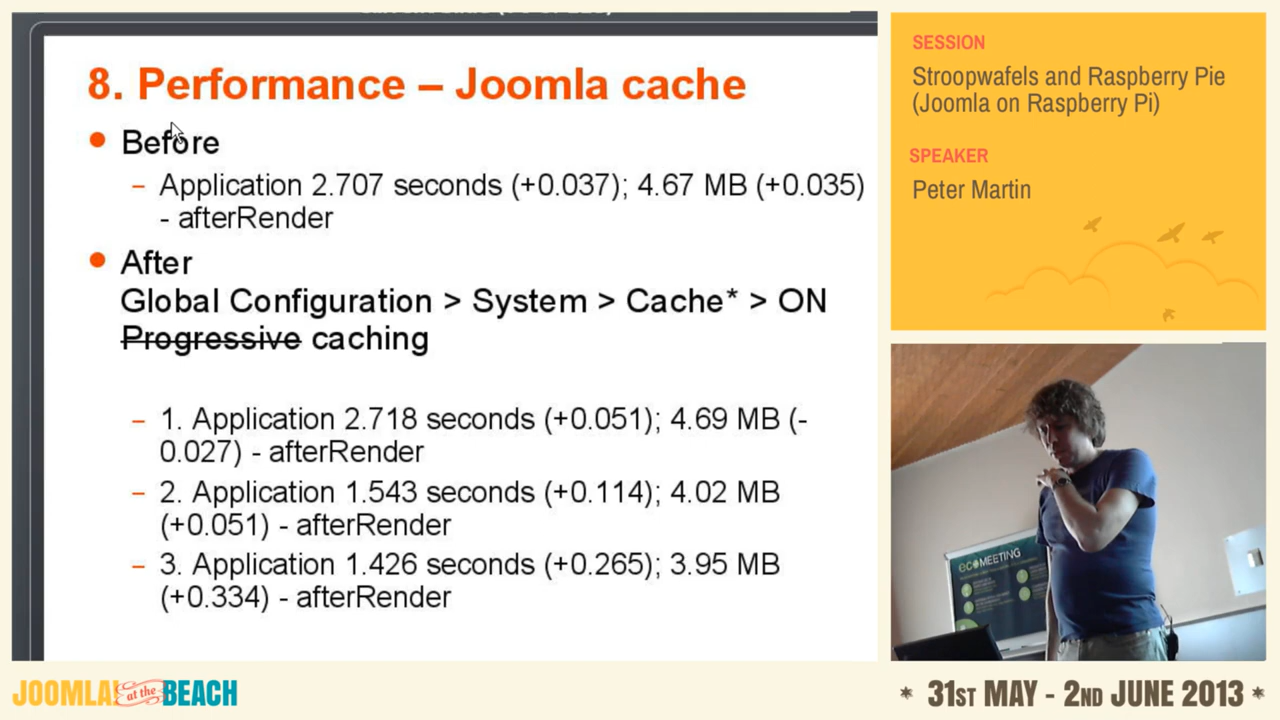 8. Performance – Joomla cache
Before
– Application 2.707 seconds (+0.037); 4.67 MB (+0.035)
- afterRender
After
Global Configuration > System > Cache* > ON
Progressive caching
– 1. Application 2.718 seconds (+0.051); 4.69 MB (-
0.027) - afterRender
– 2. Application 1.543 seconds (+0.114); 4.02 MB
(+0.051) - afterRender
– 3. Application 1.426 seconds (+0.265); 3.95 MB
(+0.334) - afterRender
SESSION
Stroopwafels and Raspberry Pie
(Joomla on Raspberry Pi)
SPEAKER
Peter Martin
ecoMEETING
JOOMLA! at the BEACH
* 31ST MAY - 2ND JUNE 2013 *